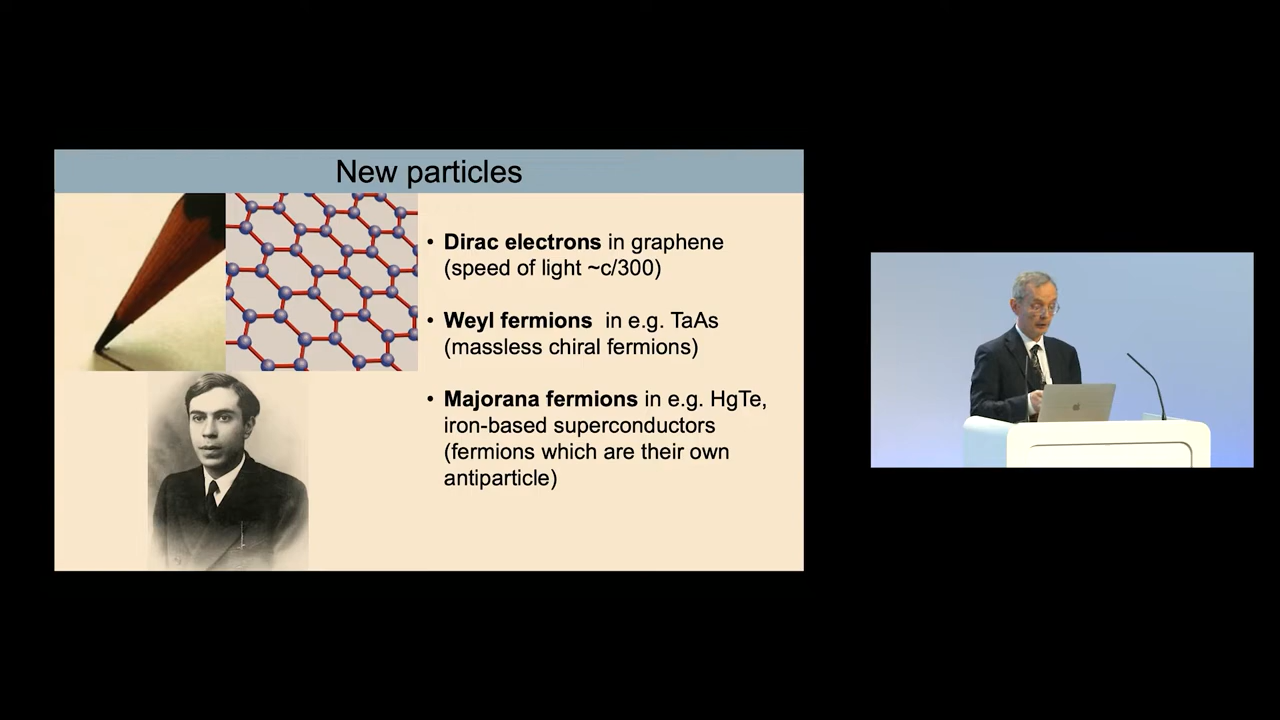 New particles
• Dirac electrons in graphene
(speed of light ~c/300)
• Weyl fermions in e.g. TaAs
(massless chiral fermions)
• Majorana fermions in e.g. HgTe,
iron-based superconductors
(fermions which are their own
antiparticle)